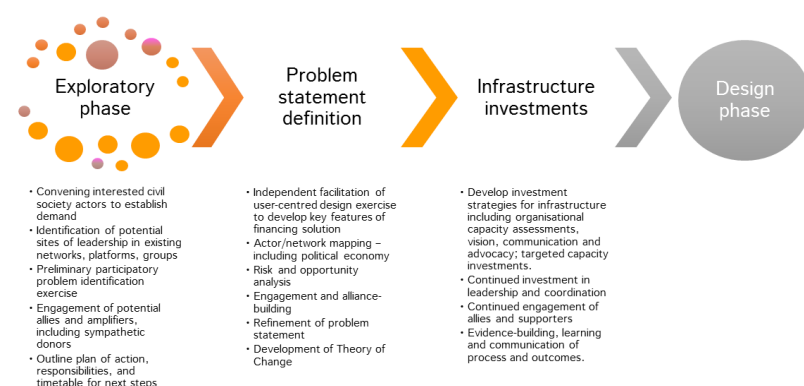 Exploratory
phase
Problem
statement
definition
Infrastructure
investments
Design
phase
• Convening interested civil
society actors to establish
demand
• Identification of potential
sites of leadership in existing
networks, platforms, groups
• Preliminary participatory
problem identification
exercise
• Engagement of potential
allies and amplifiers,
including sympathetic
donors
• Outline plan of action,
responsibilities, and
timetable for next steps
• Independent facilitation of
user-centred design exercise
to develop key features of
financing solution
• Actor/network mapping –
including political economy
• Risk and opportunity
analysis
• Engagement and alliance-
building
• Refinement of problem
statement
• Development of Theory of
Change
• Develop investment
strategies for infrastructure
including organisational
capacity assessments,
vision, communication and
advocacy; targeted capacity
investments.
• Continued investment in
leadership and coordination
• Continued engagement of
allies and supporters
• Evidence-building, learning
and communication of
process and outcomes.